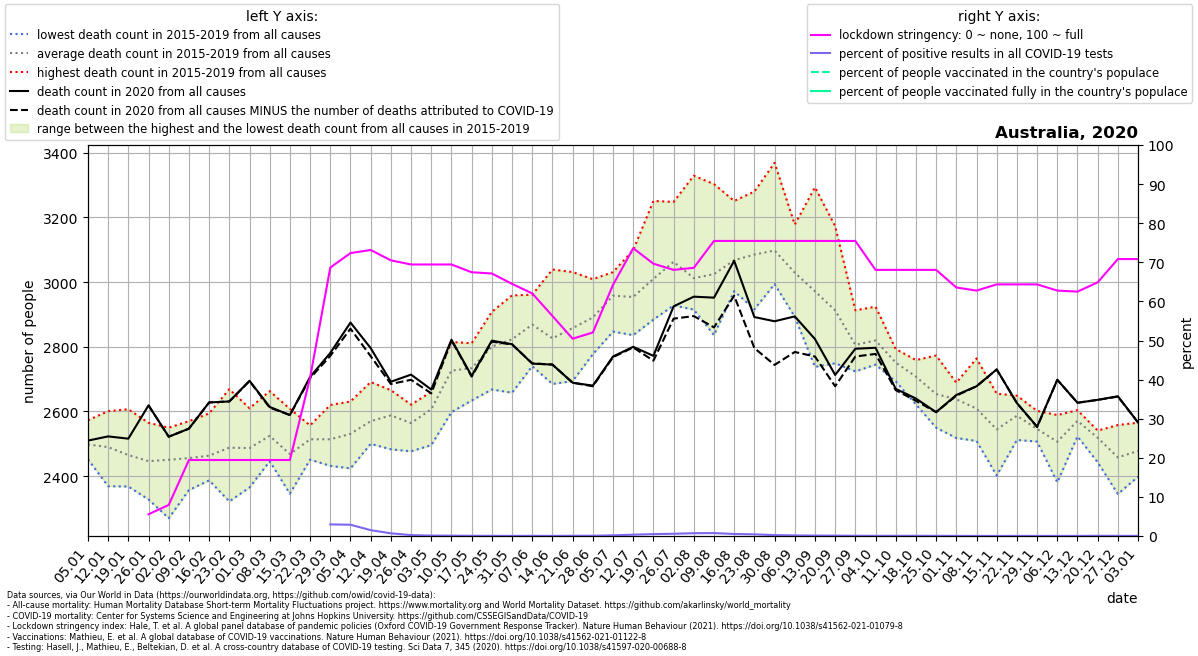 left Y axis:
lowest death count in 2015-2019 from all causes
average death count in 2015-2019 from all causes
highest death count in 2015-2019 from all causes
death count in 2020 from all causes
death count in 2020 from all causes MINUS the number of deaths attributed to COVID-19
range between the highest and the lowest death count from all causes in 2015-2019
right Y axis:
lockdown stringency: 0 ~ none, 100 ~ full
percent of positive results in all COVID-19 tests
percent of people vaccinated in the country's populace
percent of people vaccinated fully in the country's populace
Australia, 2020
number of people
3400
3200
3000
2800
2600
2400
100
90
80
70
60
50
40
30
20
10
0
percent
05.01 12.01 19.01 26.01 02.02 09.02 16.02 23.02 01.03 08.03 15.03 22.03 29.03 05.04 12.04 19.04 26.04 03.05 10.05 17.05 24.05 31.05 07.06 14.06 21.06 28.06 05.07 12.07 19.07 26.07 02.08 09.08 16.08 23.08 30.08 06.09 13.09 20.09 27.09 04.10 11.10 18.10 25.10 01.11 08.11 15.11 22.11 29.11 06.12 13.12 20.12 27.12 03.01
date
Data sources, via Our World in Data (https://ourworldindata.org, https://github.com/owid/covid-19-data):
- All-cause mortality: Human Mortality Database Short-term Mortality Fluctuations project. https://www.mortality.org and World Mortality Dataset. https://github.com/akarlinsky/world_mortality
- COVID-19 mortality: Center for Systems Science and Engineering at Johns Hopkins University. https://github.com/CSSEGISandData/COVID-19
- Lockdown stringency index: Hale, T. et al. A global panel database of pandemic policies (Oxford COVID-19 Government Response Tracker). Nature Human Behaviour (2021). https://doi.org/10.1038/s41562-021-01079-8
- Vaccinations: Mathieu, E. et al. A global database of COVID-19 vaccinations. Nature Human Behaviour (2021). https://doi.org/10.1038/s41562-021-01122-8
- Testing: Hasell, J., Mathieu, E., Beltekian, D. et al. A cross-country database of COVID-19 testing. Sci Data 7, 345 (2020). https://doi.org/10.1038/s41597-020-00688-8